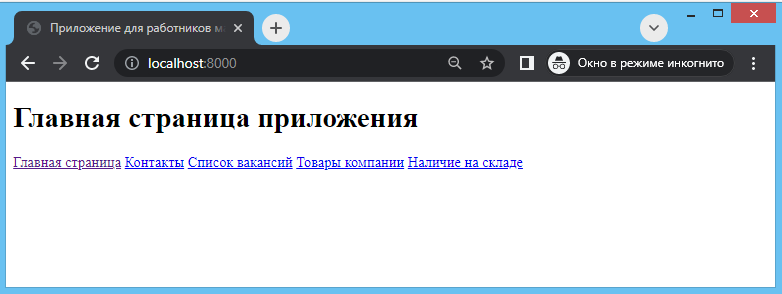 Приложение для работников м
localhost:8000
Окно в режиме инкогнито
Главная страница приложения
Главная страница Контакты Список вакансий Товары компании Наличие на складе